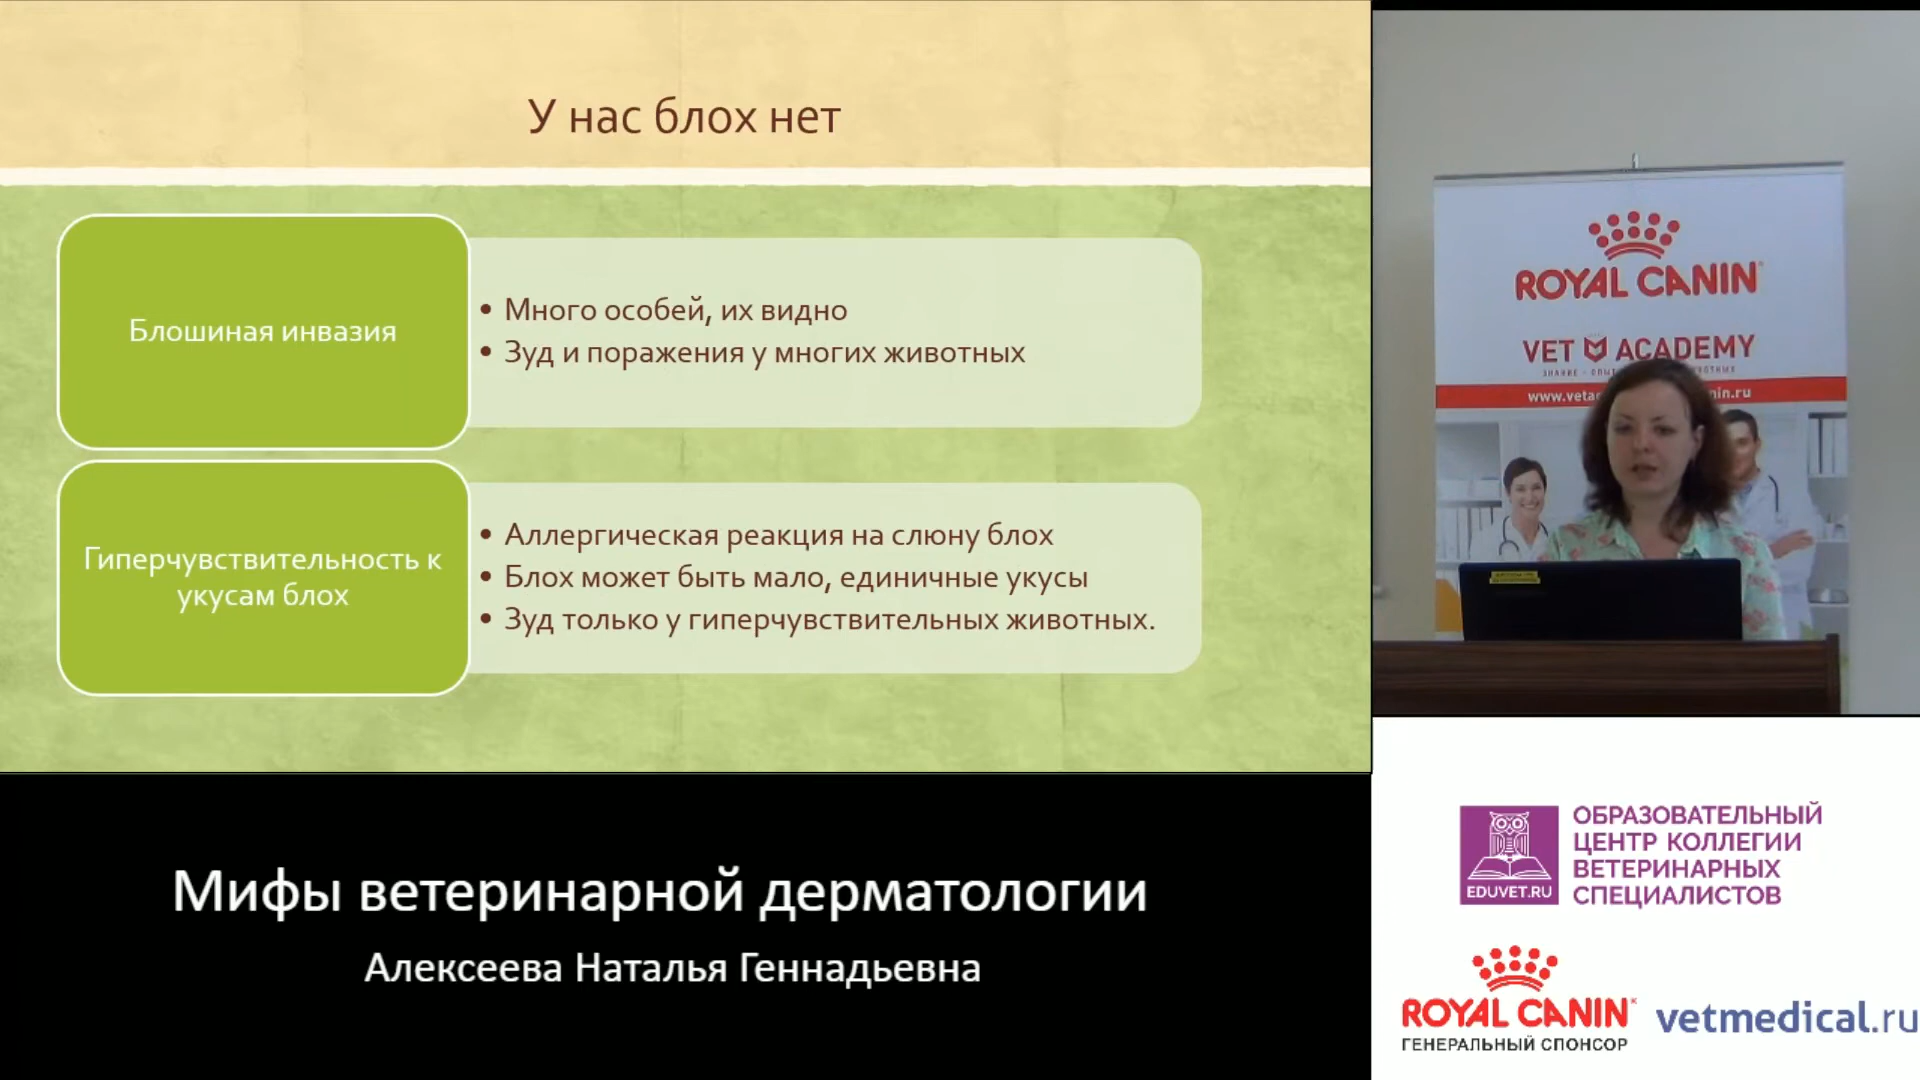 У нас блох нет
Блошиная инвазия
• Много особей, их видно
• Зуд и поражения у многих животных
Гиперчувствительность к
укусам блох
• Аллергическая реакция на слюну блох
• Блох может быть мало, единичные укусы
• Зуд только у гиперчувствительных животных.
Мифы ветеринарной дерматологии
Алексеева Наталья Геннадьевна
ROYAL CANIN
VET ACADEMY
ОБРАЗОВАТЕЛЬНЫЙ
ЦЕНТР КОЛЛЕГИИ
ВЕТЕРИНАРНЫХ
СПЕЦИАЛИСТОВ
EDUVET.RU
ROYAL CANIN
ГЕНЕРАЛЬНЫЙ СПОНСОР
vetmedical.ru